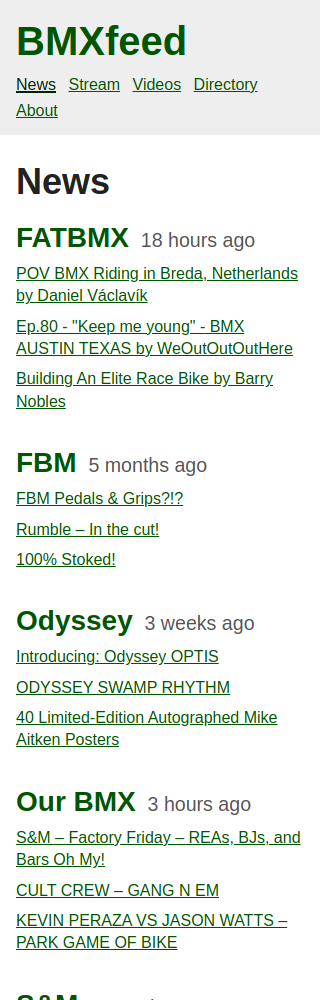 BMXfeed
News Stream Videos Directory
About
News
FATBMX 18 hours ago
POV BMX Riding in Breda, Netherlands
by Daniel Václavík
Ep.80 - "Keep me young" - BMX
AUSTIN TEXAS by WeOutOutOutHere
Building An Elite Race Bike by Barry
Nobles
FBM 5 months ago
FBM Pedals & Grips?!?
Rumble – In the cut!
100% Stoked!
Odyssey 3 weeks ago
Introducing: Odyssey OPTIS
ODYSSEY SWAMP RHYTHM
40 Limited-Edition Autographed Mike
Aitken Posters
Our BMX 3 hours ago
S&M – Factory Friday – REAs, BJs, and
Bars Oh My!
CULT CREW – GANG N EM
KEVIN PERAZA VS JASON WATTS –
PARK GAME OF BIKE
S&M